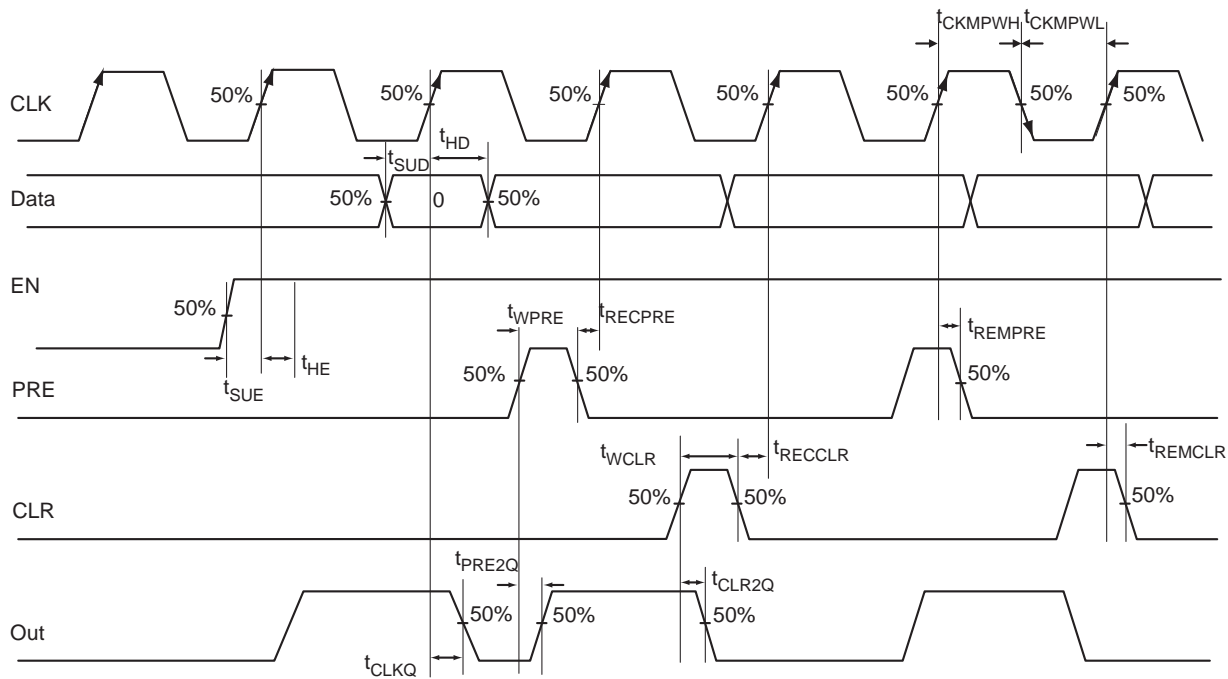 tCKMPWH tCKMPWL
CLK
50%
50%
50%
50%
50%
50%
50%
tSUD
tHD
Data
50%
0
50%
EN
50%
tSUE
tHE
tWPRE
tRECPRE
tREMPRE
PRE
50%
50%
50%
tWCLR
tRECCLR
tREMCLR
CLR
50%
50%
50%
tPRE2Q
tCLR2Q
Out
50%
50%
50%
tCLKQ